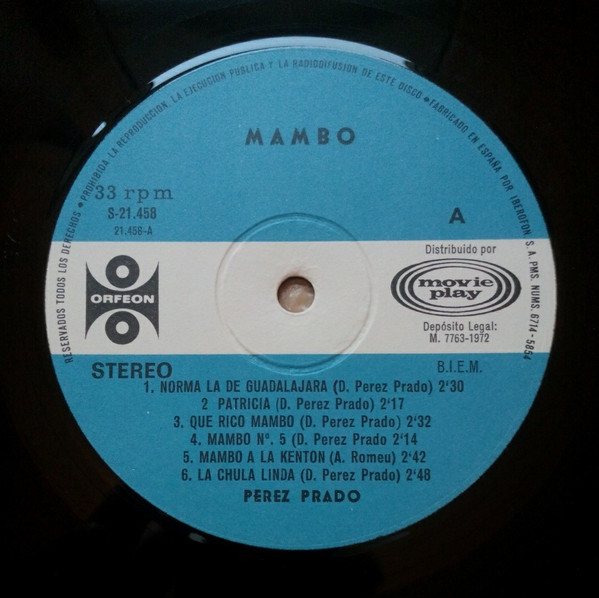 RESERVADOS TODOS LOS DERECHOS • PROHIBIDA LA REPRODUCCION, LA EJECUCION PUBLICA Y LA RADIODIFUSION DE ESTE DISCO • FABRICADO EN ESPAÑA POR IBEROFON, S. A. PMS. NUMS. 6714 - 5854
MAMBO
33 rpm
S-21.458
21.458-A
A
ORFEON
Distribuido por
movie
play
Depósito Legal:
M. 7763-1972
STEREO
B.I.E.M.
1. NORMA LA DE GUADALAJARA (D. Perez Prado) 2'30
2 PATRICIA (D. Perez Prado) 2'17
3. QUE RICO MAMBO (D. Perez Prado) 2'32
4. MAMBO Nº. 5 (D. Perez Prado 2'14
5. MAMBO A LA KENTON (A. Romeu) 2'42
6. LA CHULA LINDA (D. Perez Prado) 2'48
PEREZ PRADO